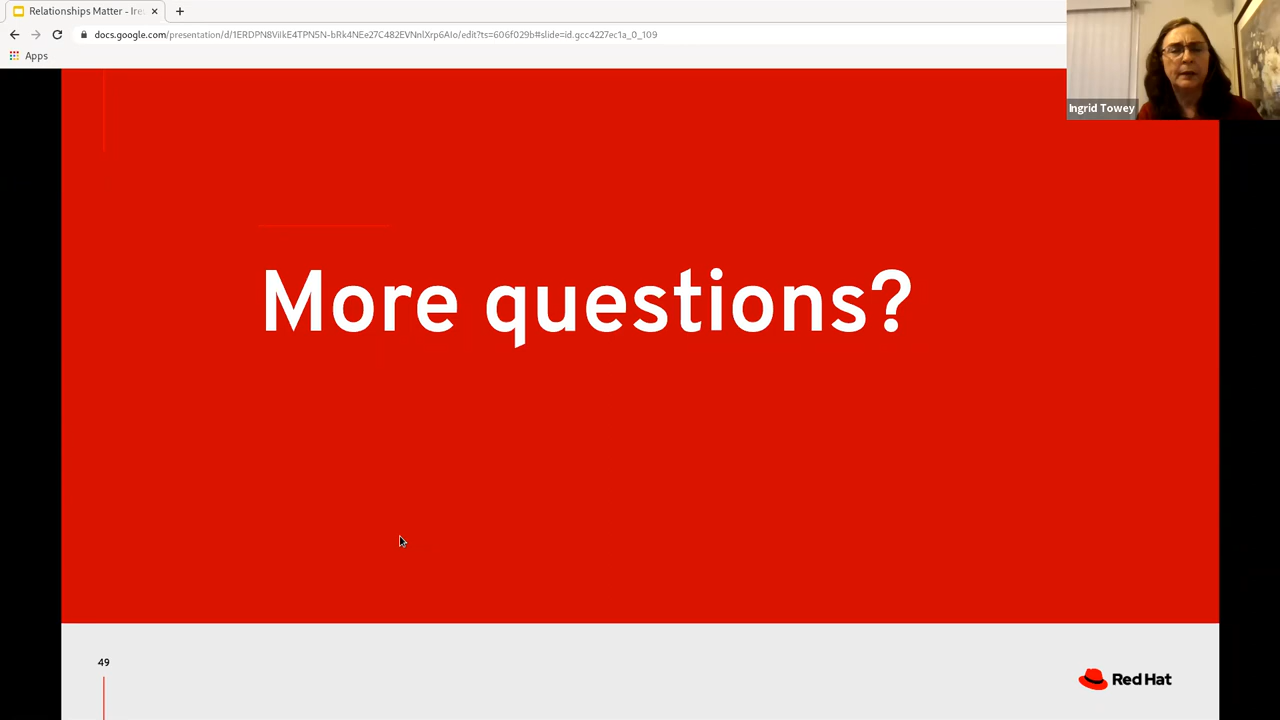 Relationships Matter - Ire
docs.google.com/presentation/d/1ERDPN8ViIkE4TPN5N-bRk4NEe27C482EVNnlXrp6AIo/edit?ts=606f029b#slide=id.gcc4227ec1a_0_109
Apps
Ingrid Towey
More questions?
49
Red Hat